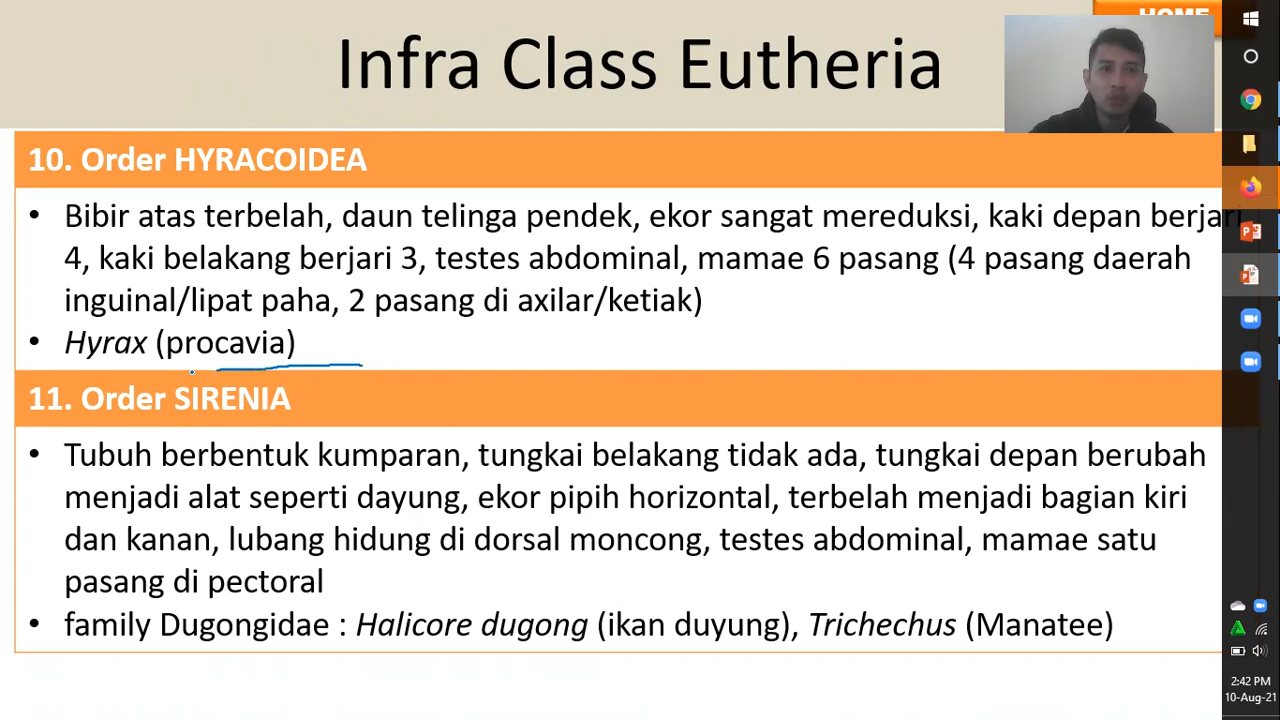 HOME
Infra Class Eutheria
10. Order HYRACOIDEA
• Bibir atas terbelah, daun telinga pendek, ekor sangat mereduksi, kaki depan berjari
4, kaki belakang berjari 3, testes abdominal, mamae 6 pasang (4 pasang daerah
inguinal/lipat paha, 2 pasang di axilar/ketiak)
• Hyrax (procavia)
11. Order SIRENIA
• Tubuh berbentuk kumparan, tungkai belakang tidak ada, tungkai depan berubah
menjadi alat seperti dayung, ekor pipih horizontal, terbelah menjadi bagian kiri
dan kanan, lubang hidung di dorsal moncong, testes abdominal, mamae satu
pasang di pectoral
• family Dugongidae : Halicore dugong (ikan duyung), Trichechus (Manatee)
2:42 PM
10-Aug-21